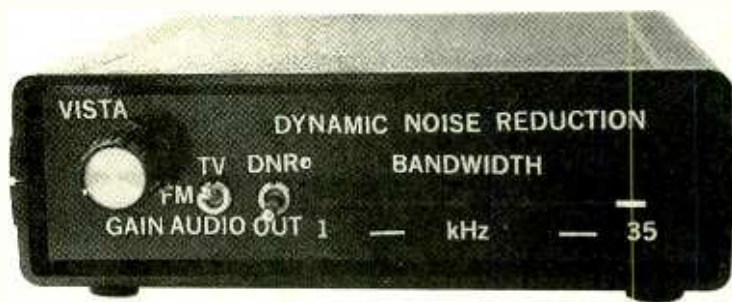 VISTA
DYNAMIC NOISE REDUCTION
TV DNR BANDWIDTH
FM
GAIN AUDIO OUT 1 — kHz — 35